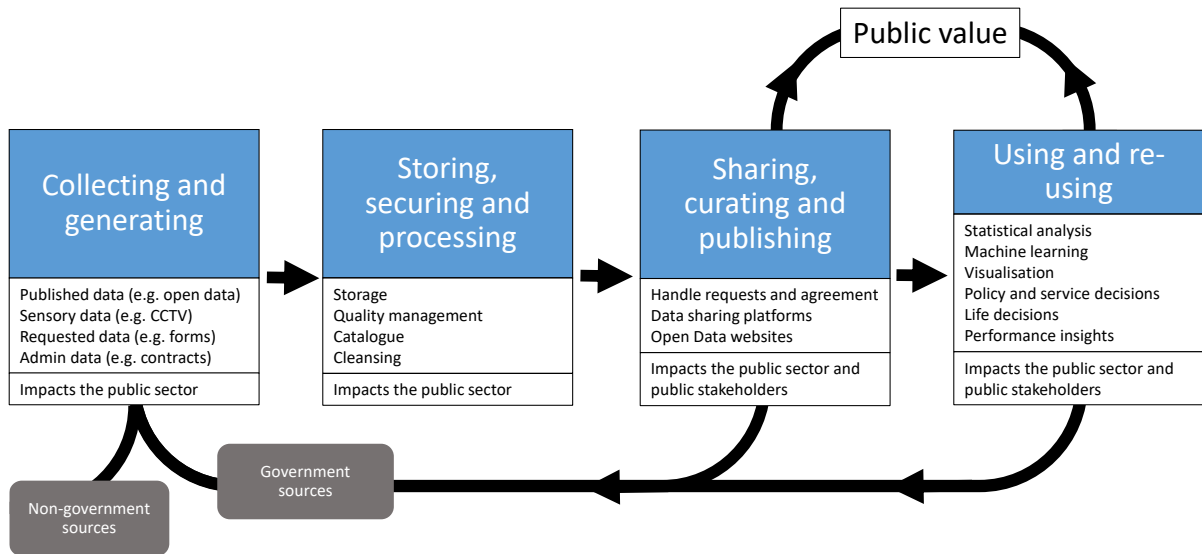 Public value
Collecting and
generating
Published data (e.g. open data)
Sensory data (e.g. CCTV)
Requested data (e.g. forms)
Admin data (e.g. contracts)
Impacts the public sector
Storing,
securing and
processing
Storage
Quality management
Catalogue
Cleansing
Impacts the public sector
Sharing,
curating and
publishing
Handle requests and agreement
Data sharing platforms
Open Data websites
Impacts the public sector and
public stakeholders
Using and re-
using
Statistical analysis
Machine learning
Visualisation
Policy and service decisions
Life decisions
Performance insights
Impacts the public sector and
public stakeholders
Government
sources
Non-government
sources